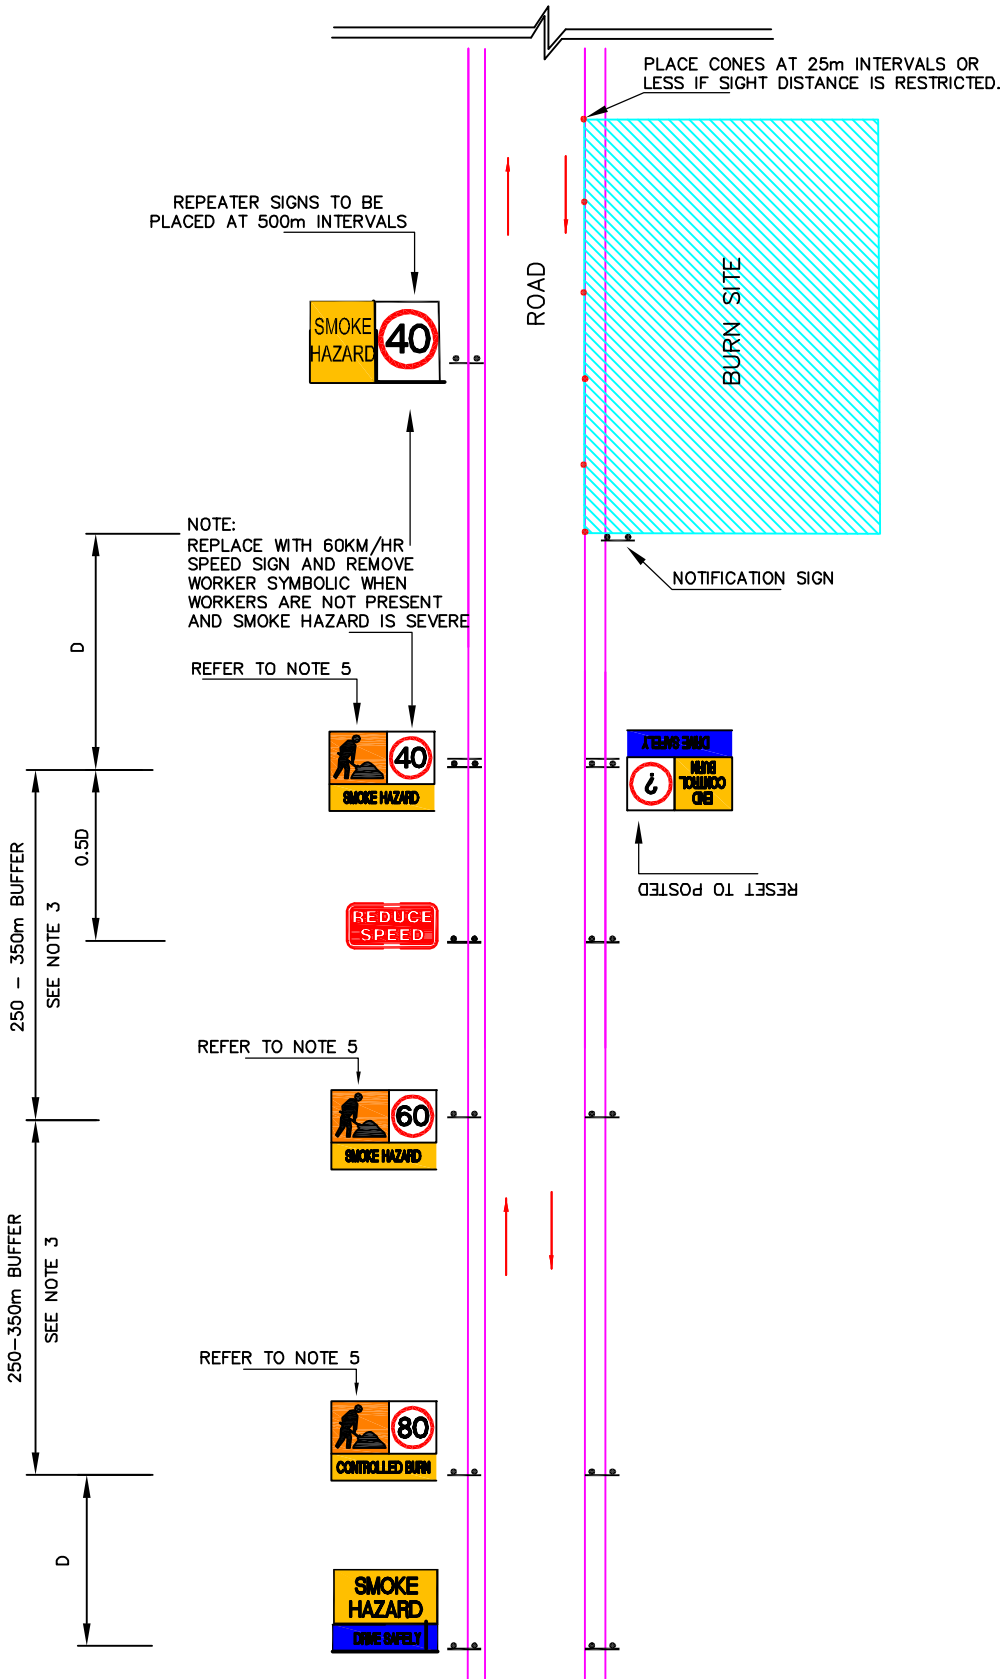 PLACE CONES AT 25m INTERVALS OR
LESS IF SIGHT DISTANCE IS RESTRICTED.
REPEATER SIGNS TO BE
PLACED AT 500m INTERVALS
SMOKE
HAZARD
40
ROAD
BURN SITE
NOTE:
REPLACE WITH 60KM/HR
SPEED SIGN AND REMOVE
WORKER SYMBOLIC WHEN
WORKERS ARE NOT PRESENT
AND SMOKE HAZARD IS SEVERE
NOTIFICATION SIGN
D
REFER TO NOTE 5
40
SMOKE HAZARD
DRIVE SAFELY
END
CONTROL
BURN
?
RESET TO POSTED
0.5D
250 - 350m BUFFER
SEE NOTE 3
REDUCE
SPEED
REFER TO NOTE 5
60
SMOKE HAZARD
250-350m BUFFER
SEE NOTE 3
REFER TO NOTE 5
80
CONTROLLED BURN
D
SMOKE
HAZARD
DRIVE SAFELY